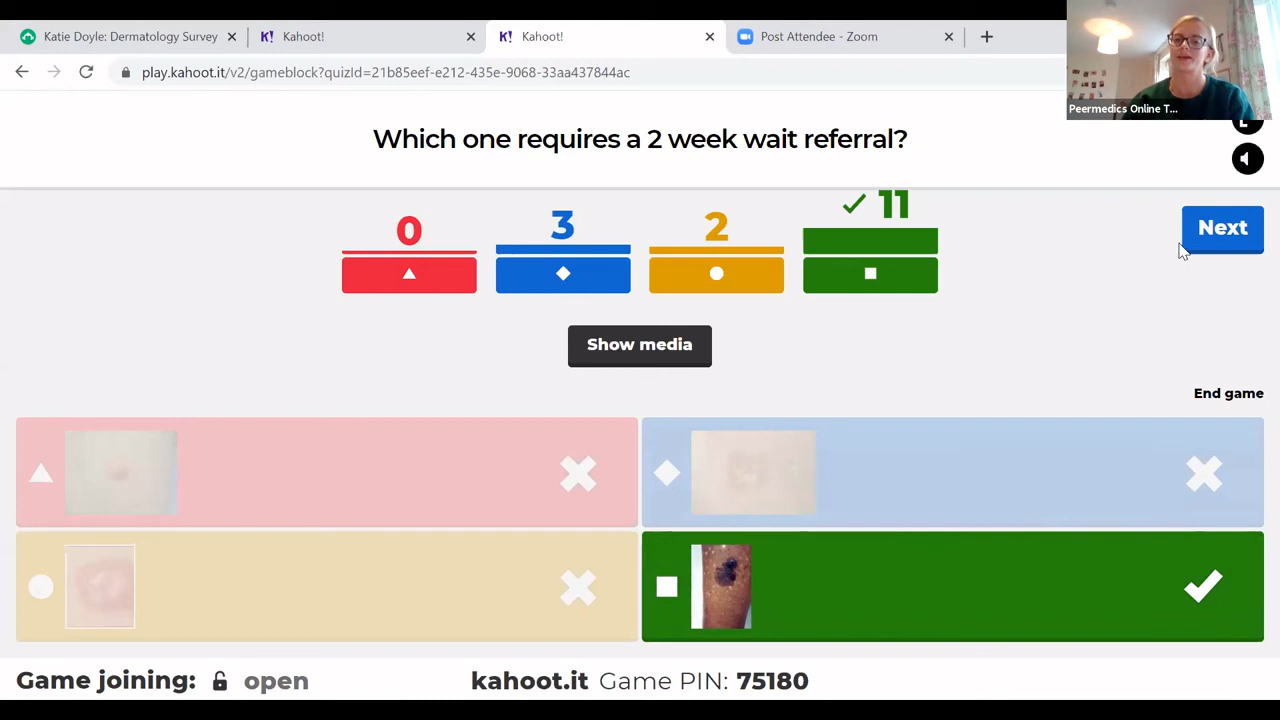 Katie Doyle: Dermatology Survey
K! Kahoot!
K! Kahoot!
Post Attendee - Zoom
play.kahoot.it/v2/gameblock?quizId=21b85eef-e212-435e-9068-33aa437844ac
Peermedics Online T...
Which one requires a 2 week wait referral?
0
3
2
11
Next
Show media
End game
Game joining: open
kahoot.it Game PIN: 75180